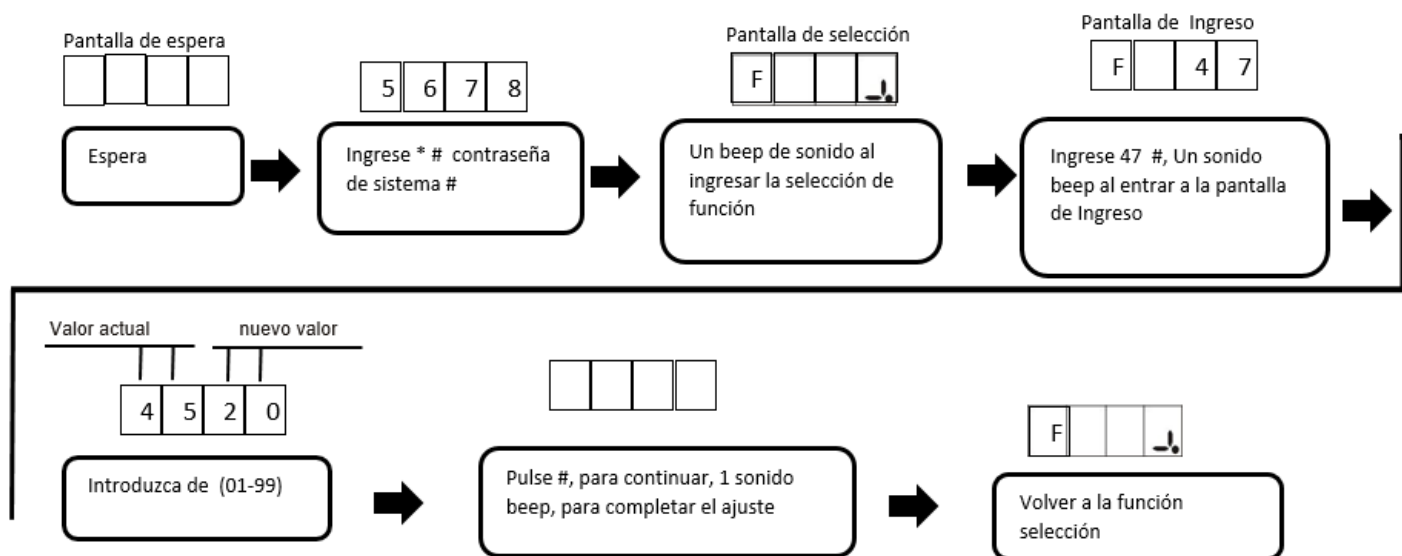 Pantalla de espera
Espera
5 6 7 8
Ingrese * # contraseña
de sistema #
Pantalla de selección
F
Un beep de sonido al
ingresar la selección de
función
Pantalla de Ingreso
F 4 7
Ingrese 47 #, Un sonido
beep al entrar a la pantalla
de Ingreso
Valor actual
nuevo valor
4 5 2 0
Introduzca de (01-99)
Pulse #, para continuar, 1 sonido
beep, para completar el ajuste
F
Volver a la función
selección